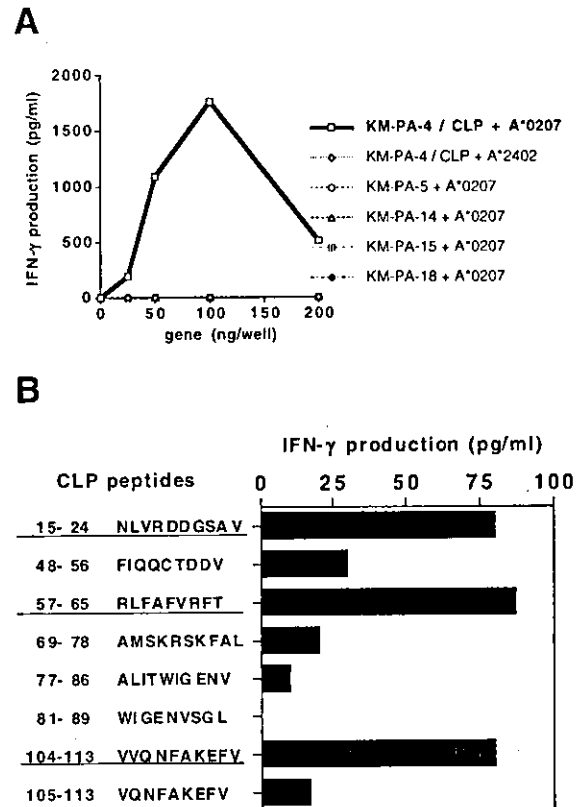 A
IFN-γ production (pg/ml)
2000
1500
1000
500
0
0 50 100 150 200
gene (ng/well)
KM-PA-4 / CLP + A*0207
KM-PA-4 / CLP + A*2402
KM-PA-5 + A*0207
KM-PA-14 + A*0207
KM-PA-15 + A*0207
KM-PA-18 + A*0207
B
IFN-γ production (pg/ml)
CLP peptides
0 25 50 75 100
15- 24 NLVRDDGSAV
48- 56 FIQQCTDDV
57- 65 RLFAFVRFT
69- 78 AMSKRSKFAL
77- 86 ALITWIGENV
81- 89 WIGENVSGL
104-113 VVQNFAKEFV
105-113 VQNFAKEFV